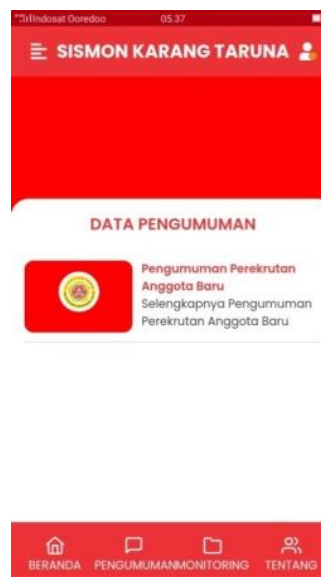 Indosat Ooredoo 05.37
SISMON KARANG TARUNA
DATA PENGUMUMAN
Pengumuman Perekrutan
Anggota Baru
Selengkapnya Pengumuman
Perekrutan Anggota Baru
BERANDA PENGUMUMAN MONITORING TENTANG